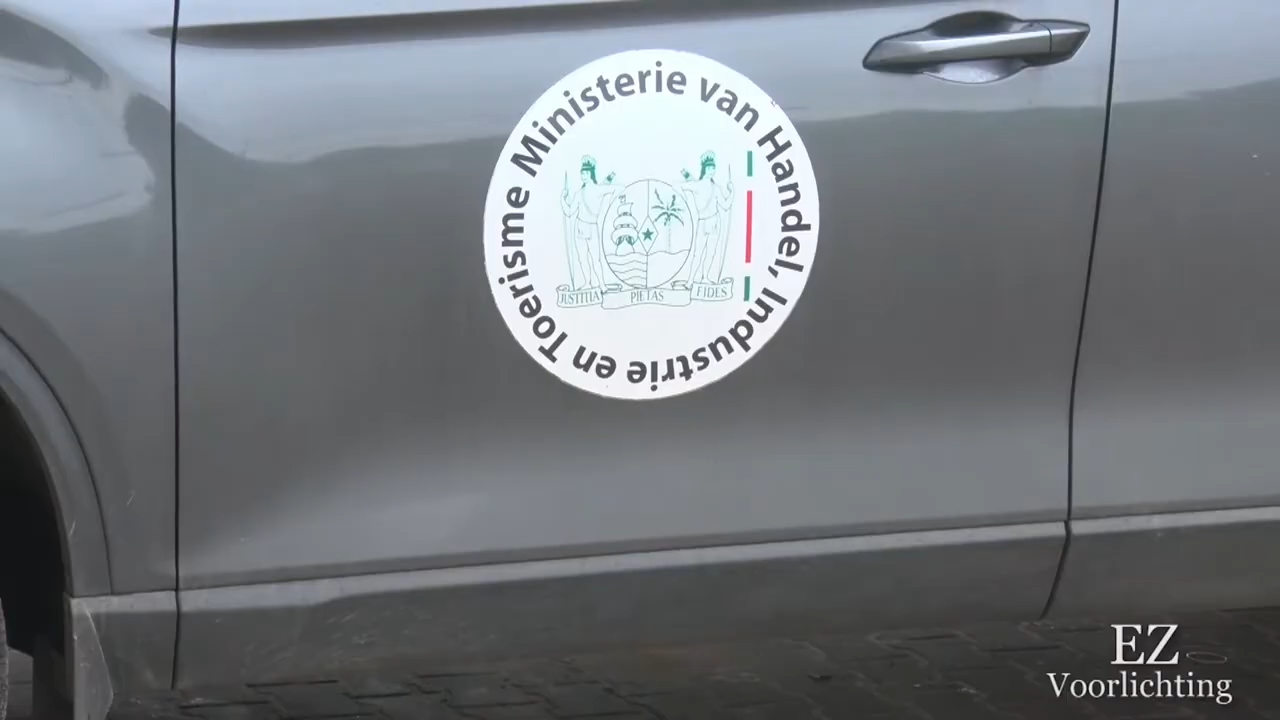 Ministerie van Handel, Industrie en Toerisme
JUSTITIA PIETAS FIDES
EZ
Voorlichting